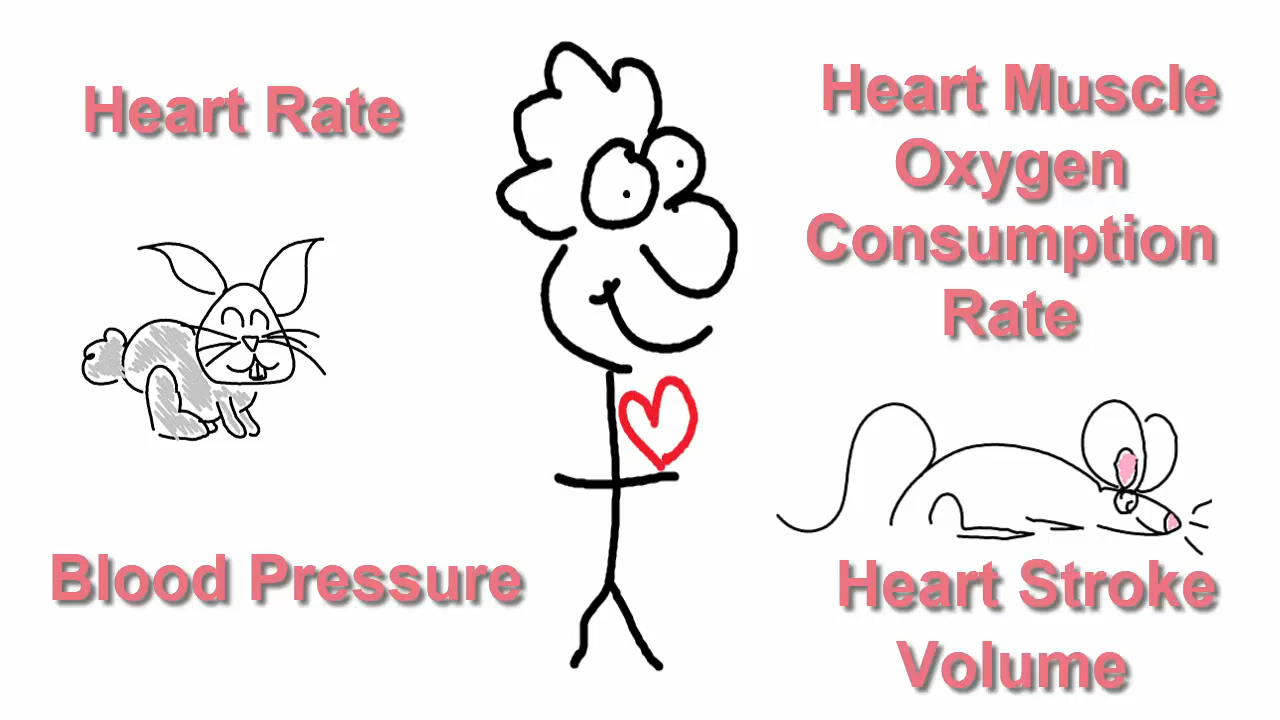 Heart Rate
Heart Muscle
Oxygen
Consumption
Rate
Blood Pressure
Heart Stroke
Volume